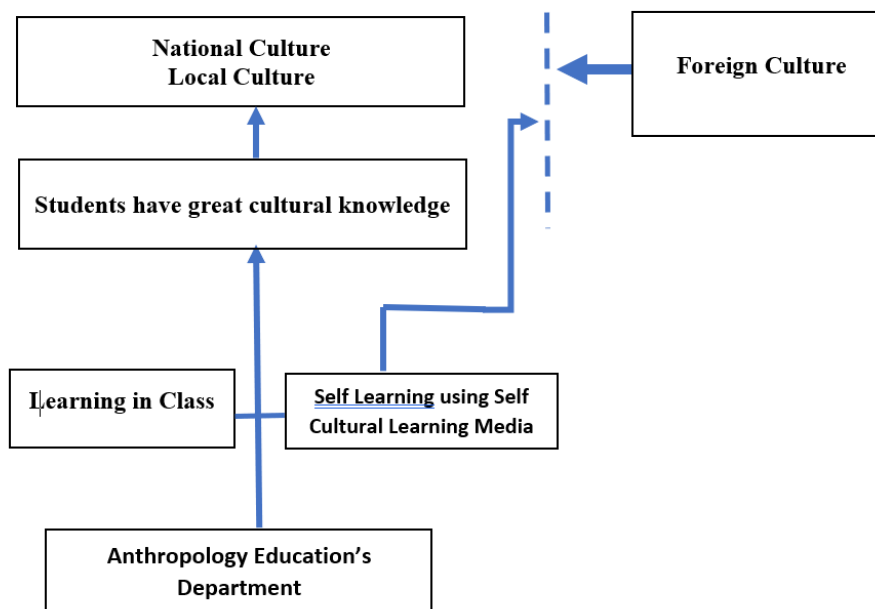 National Culture
Local Culture
Foreign Culture
Students have great cultural knowledge
Learning in Class
Self Learning using Self
Cultural Learning Media
Anthropology Education’s
Department